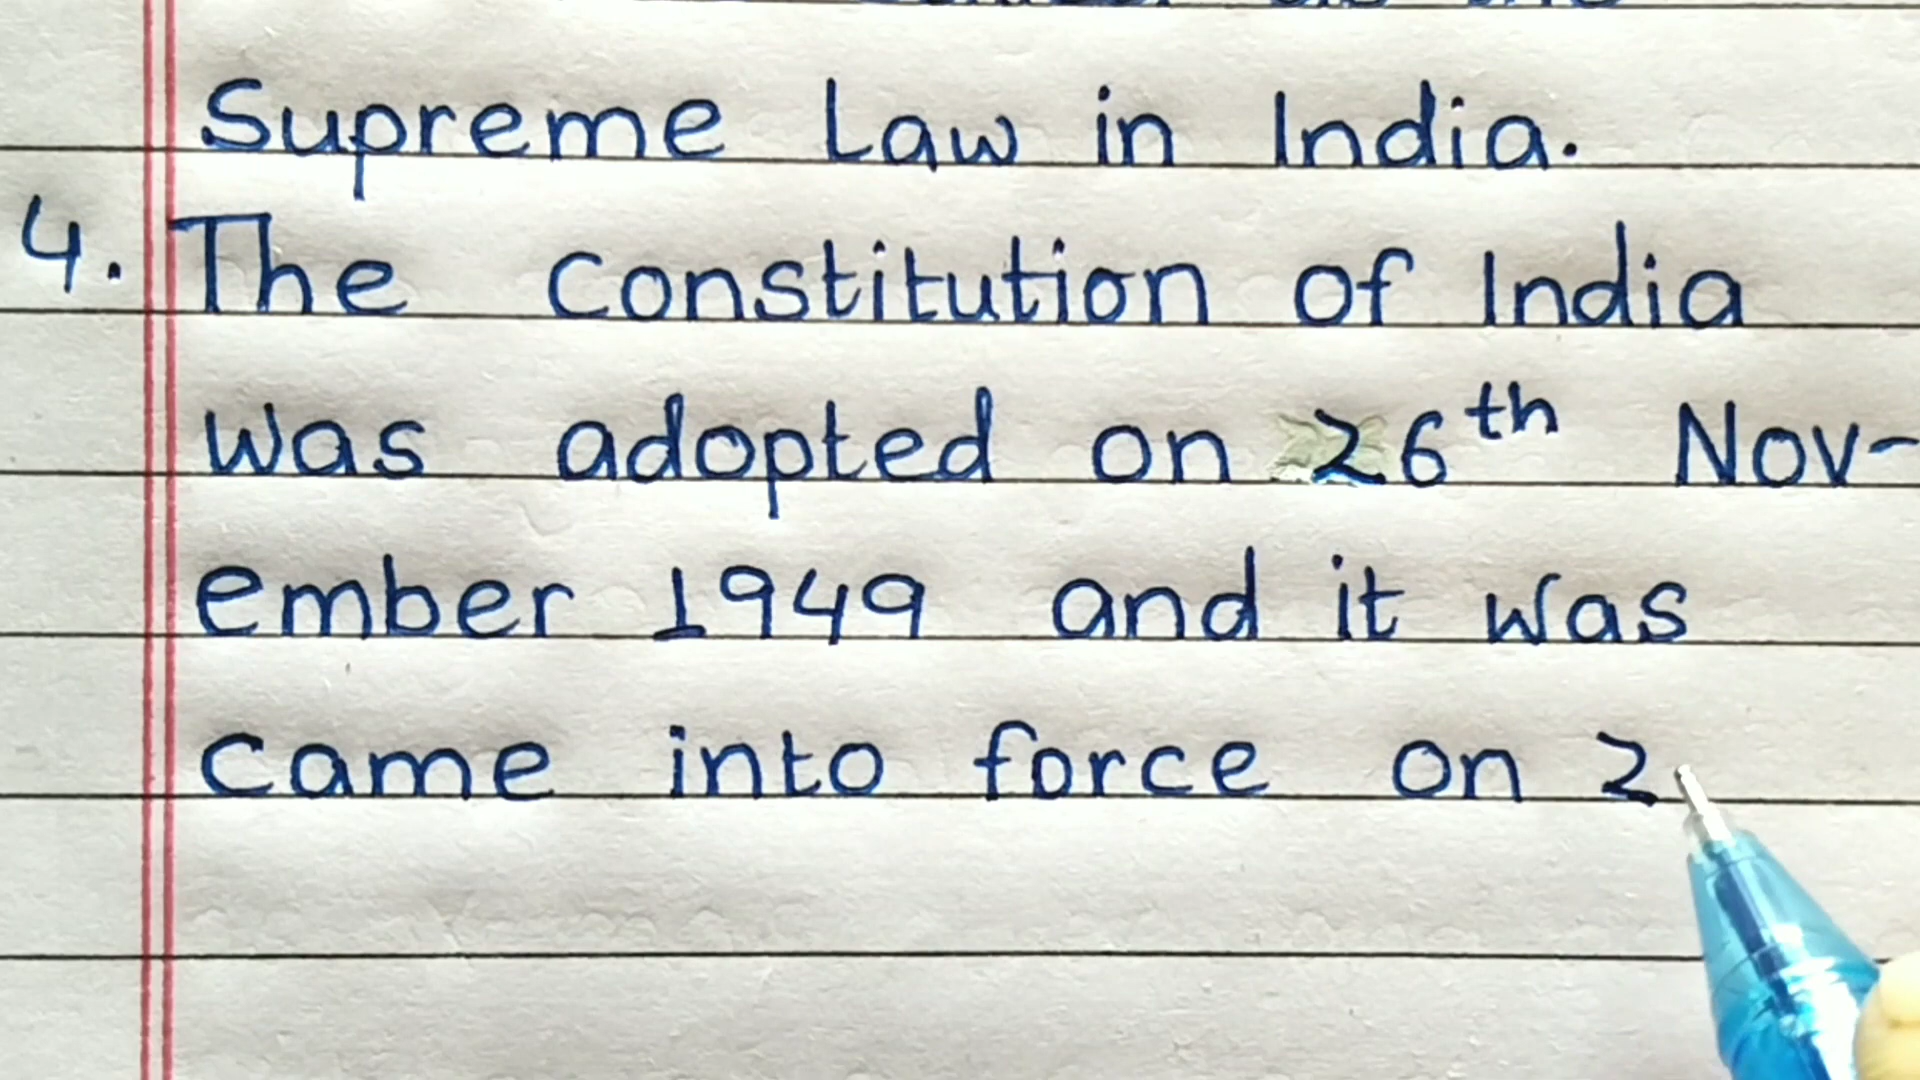 Supreme Law in India.
4. The Constitution of India
was adopted on 26th Nov-
ember 1949 and it was
came into force on 2